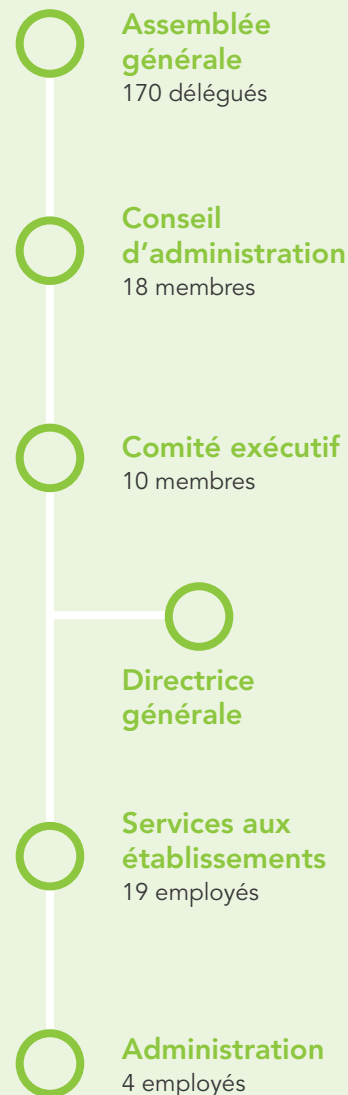 Assemblée
générale
170 délégués
Conseil
d’administration
18 membres
Comité exécutif
10 membres
Directrice
générale
Services aux
établissements
19 employés
Administration
4 employés